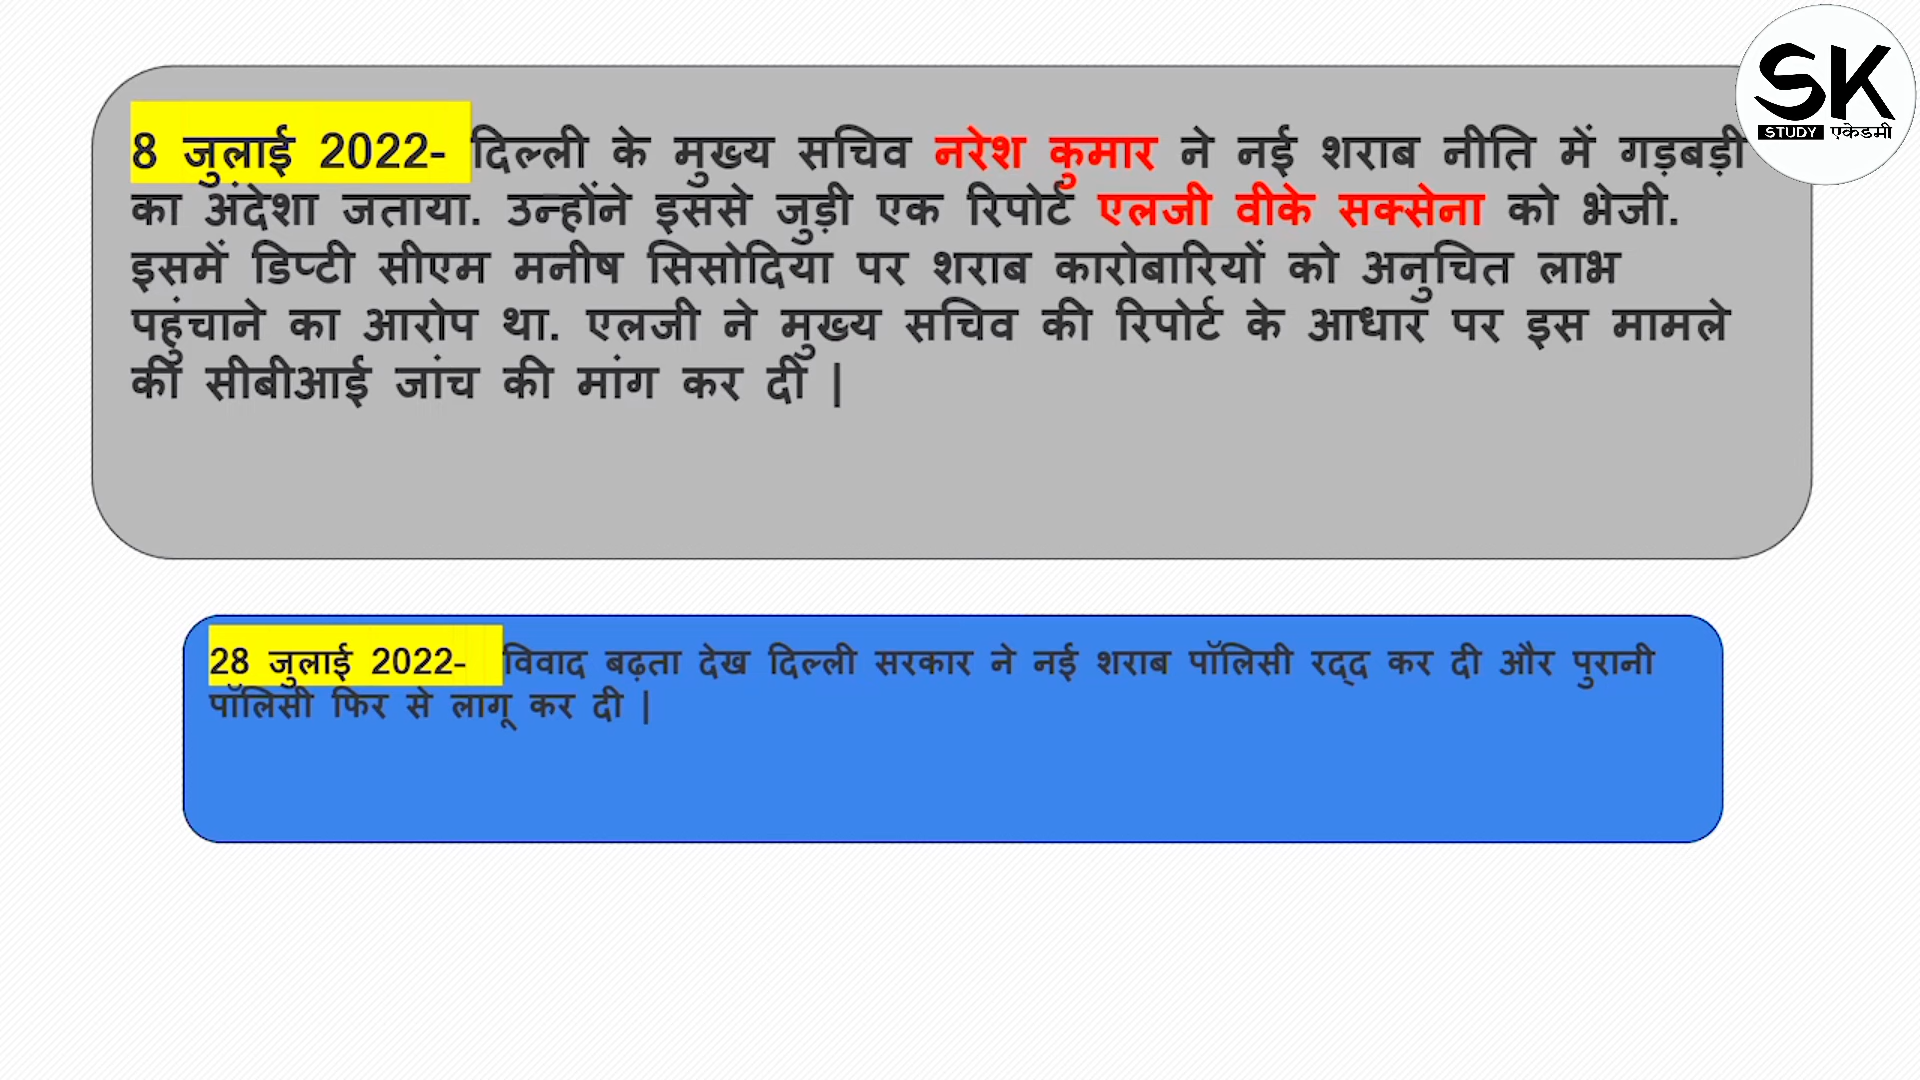 SK
STUDY एकेडमी
8 जुलाई 2022- दिल्ली के मुख्य सचिव नरेश कुमार ने नई शराब नीति में गड़बड़ी
का अंदेशा जताया. उन्होंने इससे जुड़ी एक रिपोर्ट एलजी वीके सक्सेना को भेजी.
इसमें डिप्टी सीएम मनीष सिसोदिया पर शराब कारोबारियों को अनुचित लाभ
पहुंचाने का आरोप था. एलजी ने मुख्य सचिव की रिपोर्ट के आधार पर इस मामले
की सीबीआई जांच की मांग कर दी |
28 जुलाई 2022- विवाद बढ़ता देख दिल्ली सरकार ने नई शराब पॉलिसी रद्द कर दी और पुरानी
पॉलिसी फिर से लागू कर दी |